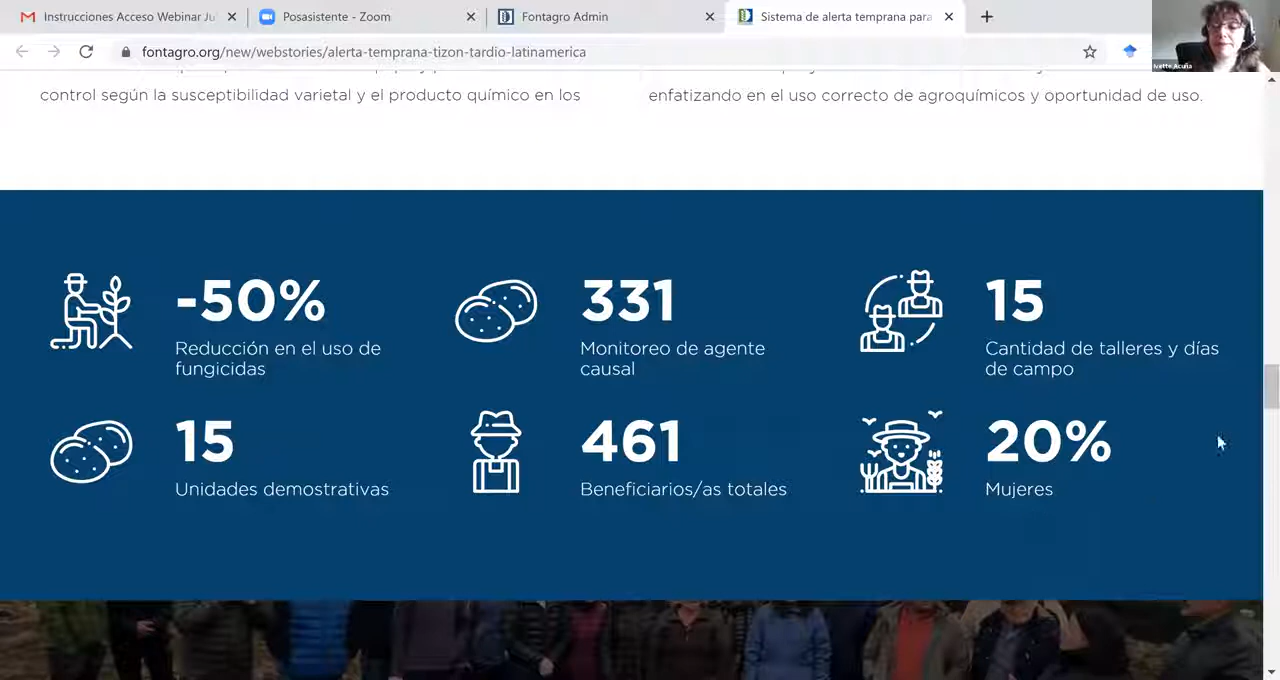 Instrucciones Acceso Webinar Ju
Posasistente - Zoom
Fontagro Admin
Sistema de alerta temprana para
fontagro.org/new/webstories/alerta-temprana-tizon-tardio-latinamerica
Ivette Acuña
control según la susceptibilidad varietal y el producto químico en los
enfatizando en el uso correcto de agroquímicos y oportunidad de uso.
-50%
Reducción en el uso de
fungicidas
331
Monitoreo de agente
causal
15
Cantidad de talleres y días
de campo
15
Unidades demostrativas
461
Beneficiarios/as totales
20%
Mujeres